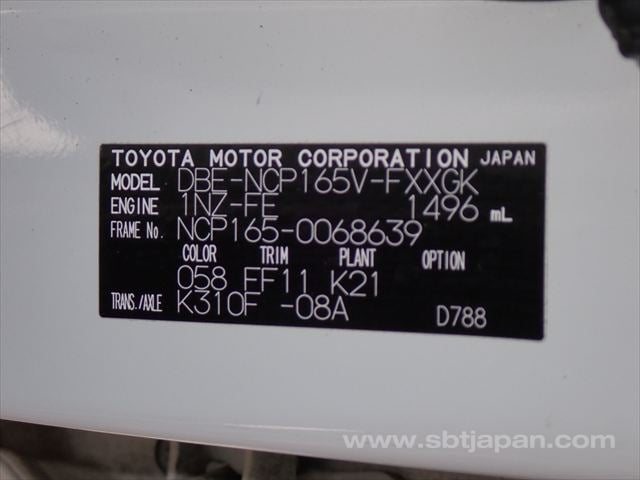 TOYOTA MOTOR CORPORATION JAPAN
MODEL DBE-NCP165V-FXXGK
ENGINE 1NZ-FE 1496 mL
FRAME No. NCP165-0068639
COLOR TRIM PLANT OPTION
058 FF11 K21
TRANS./AXLE K310F -08A D788
www.sbtjapan.com